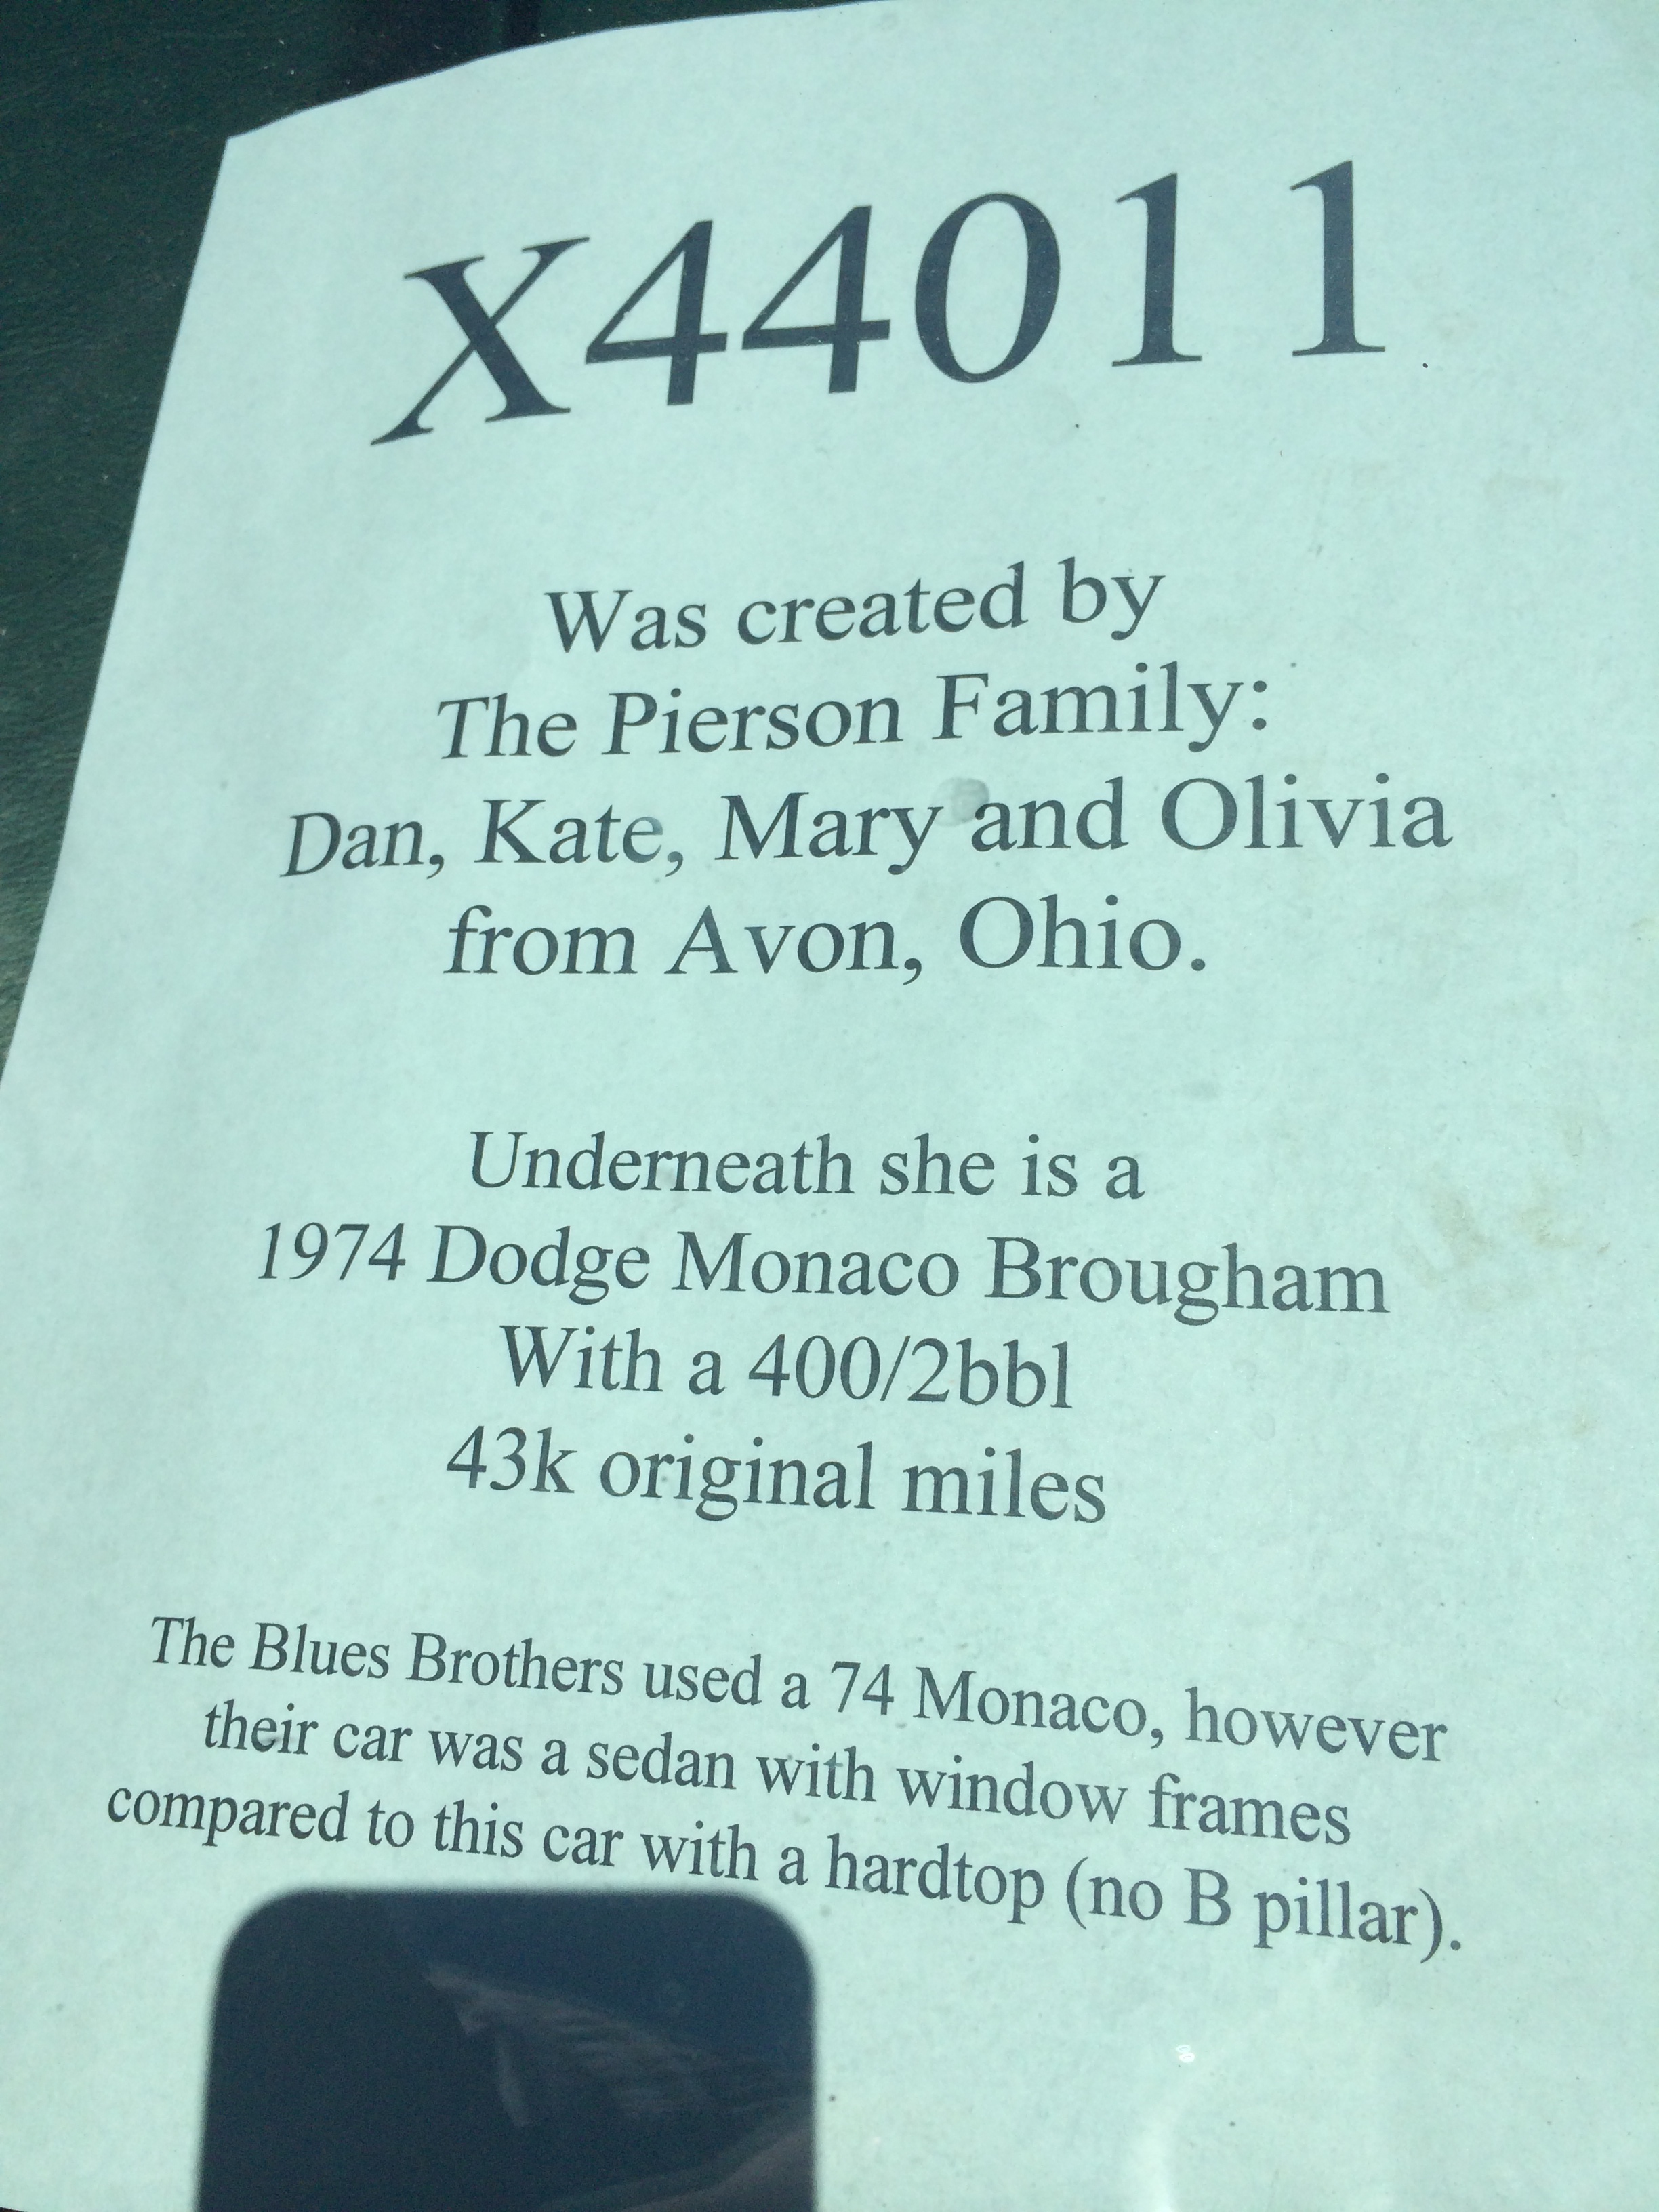 X44011
Was created by
The Pierson Family:
Dan, Kate, Mary and Olivia
from Avon, Ohio.
Underneath she is a
1974 Dodge Monaco Brougham
With a 400/2bbl
43k original miles
The Blues Brothers used a 74 Monaco, however
their car was a sedan with window frames
compared to this car with a hardtop (no B pillar).